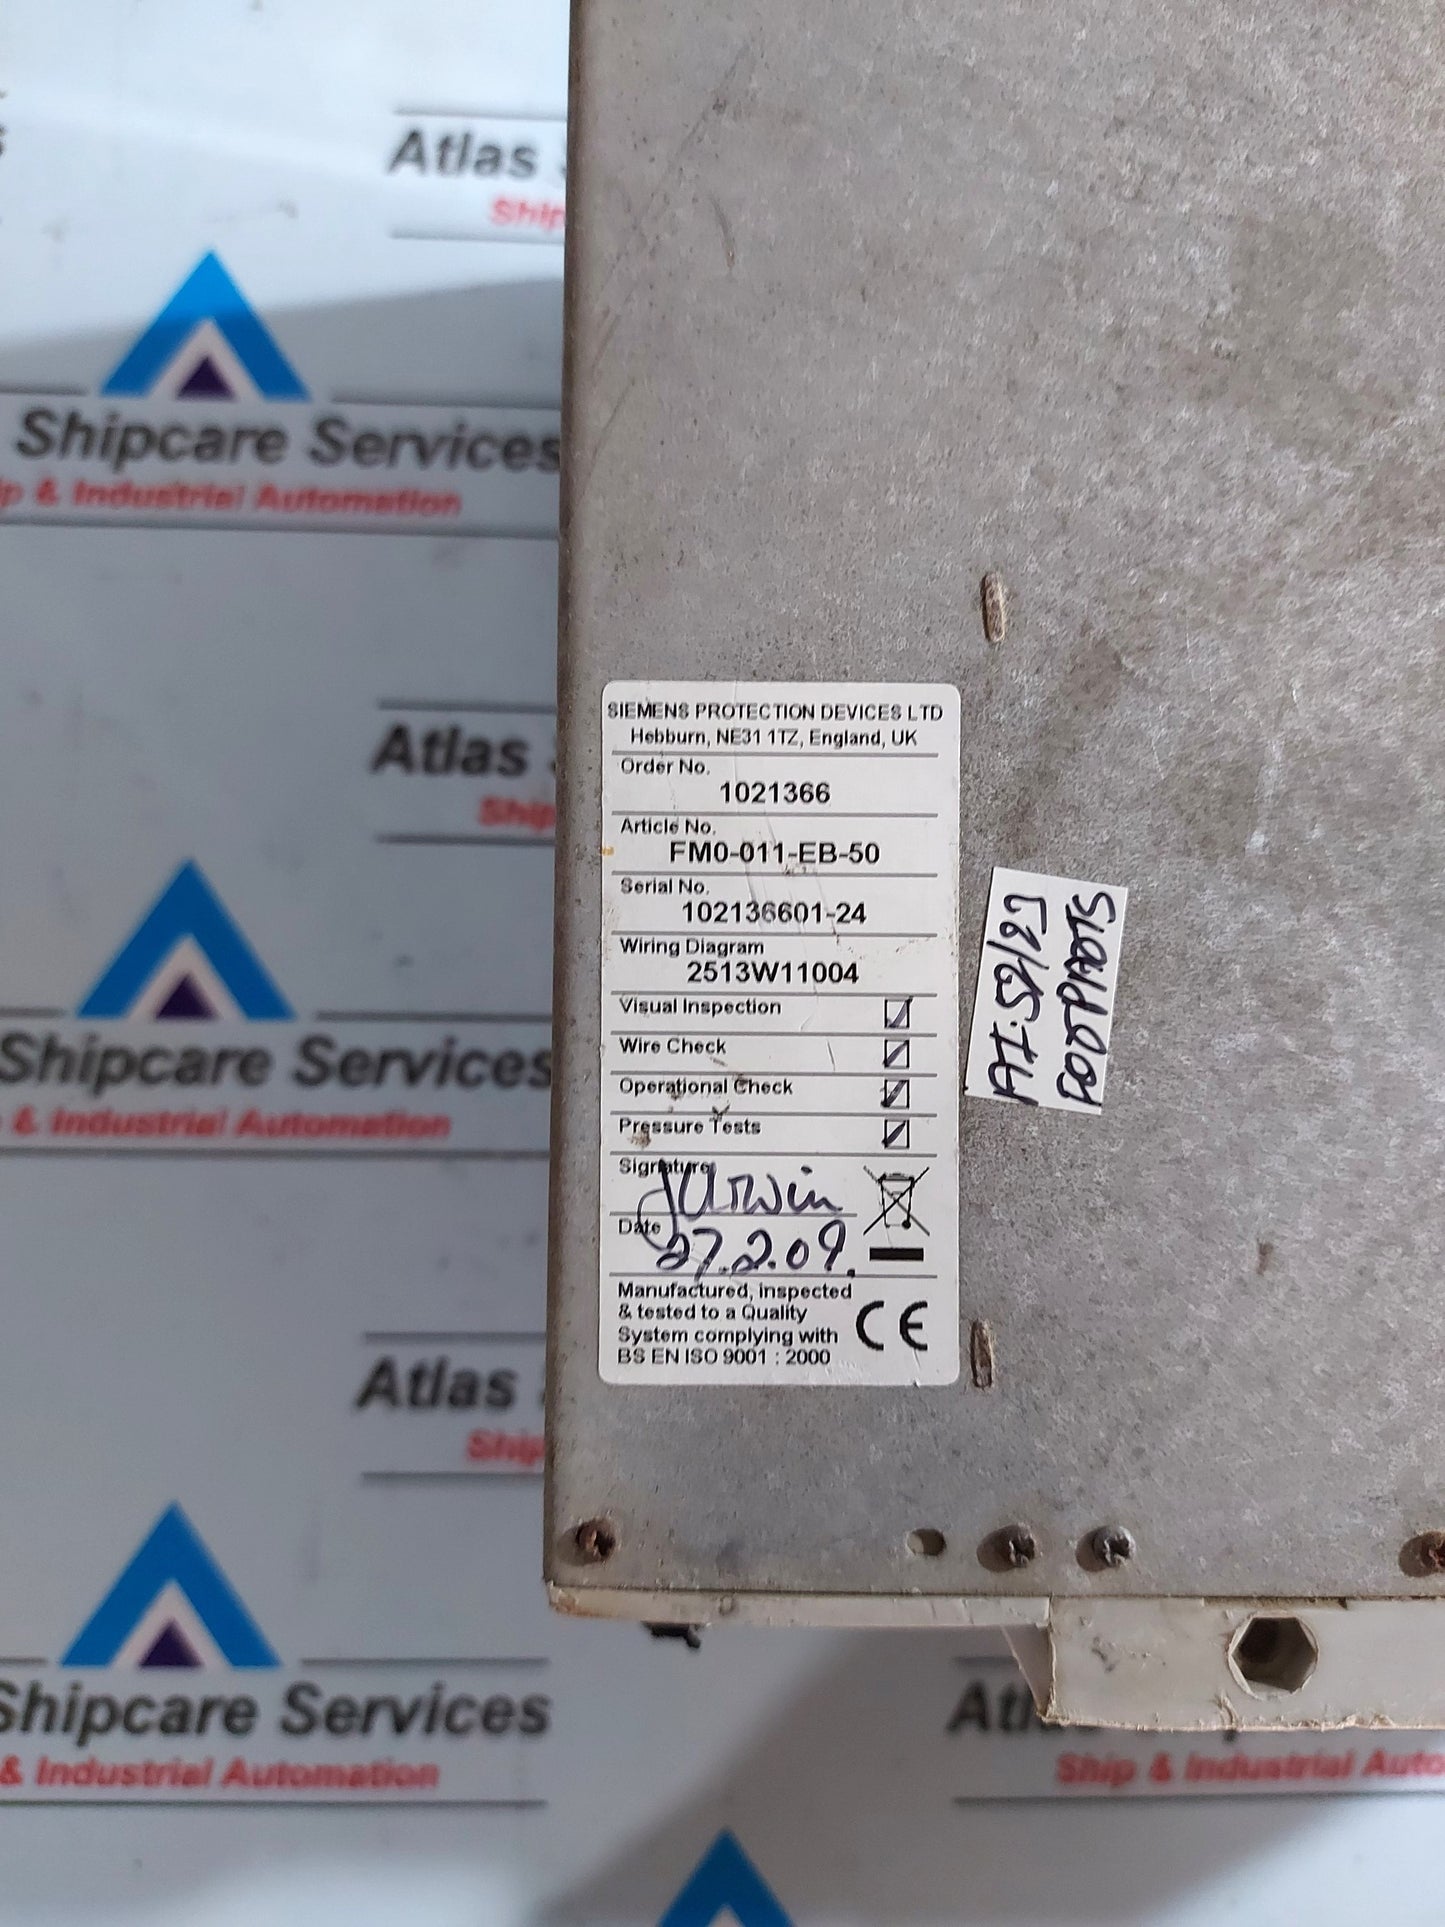 Atlas
Ship
Shipcare Services
& Industrial Automation
Atlas
Ship
Shipcare Services
& Industrial Automation
Atlas
Ship
Shipcare Services
& Industrial Automation
Ship & Industrial
SIEMENS PROTECTION DEVICES LTD
Hebburn, NE31 1TZ, England, UK
Order No.
1021366
Article No.
FM0-011-EB-50
Serial No.
102136601-24
Wiring Diagram
2513W11004
Visual Inspection
Wire Check
Operational Check
Pressure Tests
Signature
Date
27.2.09.
Manufactured, inspected
& tested to a Quality
System complying with
BS EN ISO 9001 : 2000
CE